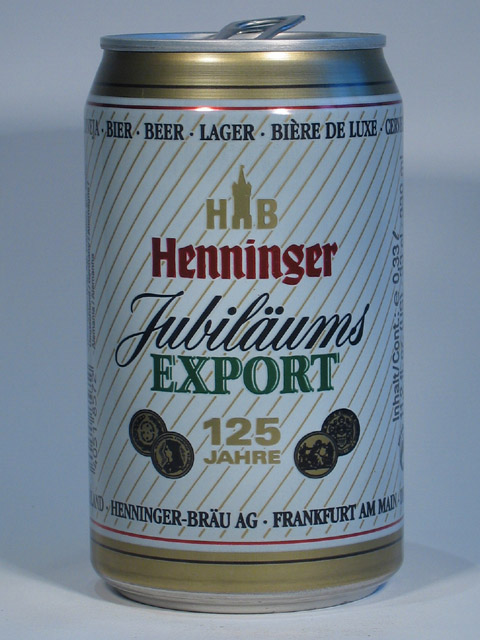 BIER · BEER · LAGER · BIÈRE DE LUXE ·
HB
Henninger
Jubiläums
EXPORT
125
JAHRE
· HENNINGER-BRÄU AG · FRANKFURT AM MAIN
Inhalt/Cont.: e 0,33 l